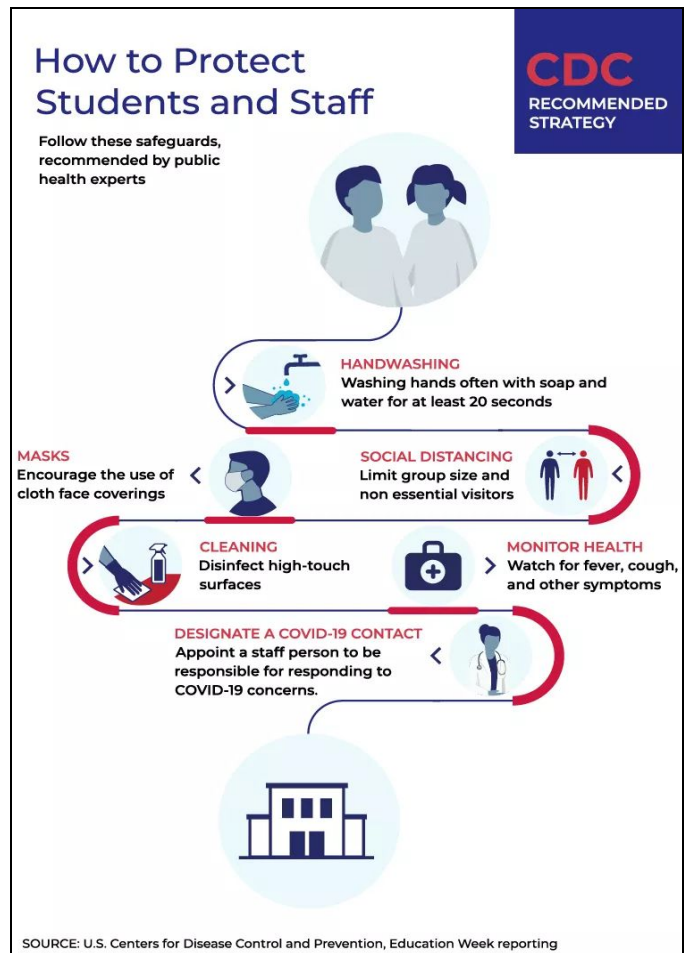 How to Protect
Students and Staff
CDC
RECOMMENDED
STRATEGY
Follow these safeguards,
recommended by public
health experts
HANDWASHING
Washing hands often with soap and
water for at least 20 seconds
SOCIAL DISTANCING
Limit group size and
non essential visitors
MASKS
Encourage the use of
cloth face coverings
CLEANING
Disinfect high-touch
surfaces
MONITOR HEALTH
Watch for fever, cough,
and other symptoms
DESIGNATE A COVID-19 CONTACT
Appoint a staff person to be
responsible for responding to
COVID-19 concerns.
SOURCE: U.S. Centers for Disease Control and Prevention, Education Week reporting